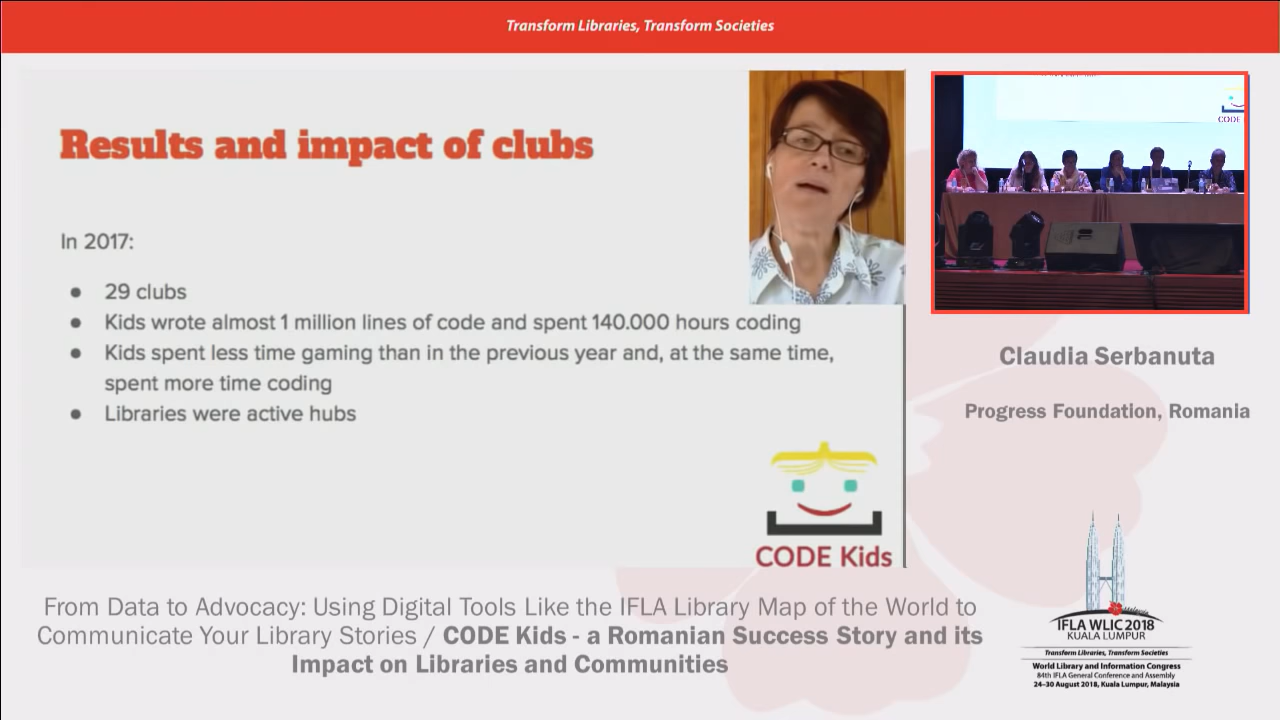 Transform Libraries, Transform Societies
Results and impact of clubs
In 2017:
● 29 clubs
● Kids wrote almost 1 million lines of code and spent 140.000 hours coding
● Kids spent less time gaming than in the previous year and, at the same time,
spent more time coding
● Libraries were active hubs
CODE Kids
CODE
Claudia Serbanuta
Progress Foundation, Romania
From Data to Advocacy: Using Digital Tools Like the IFLA Library Map of the World to
Communicate Your Library Stories / CODE Kids - a Romanian Success Story and its
Impact on Libraries and Communities
Malaysia
IFLA WLIC 2018
KUALA LUMPUR
Transform Libraries, Transform Societies
World Library and Information Congress
84th IFLA General Conference and Assembly
24–30 August 2018, Kuala Lumpur, Malaysia